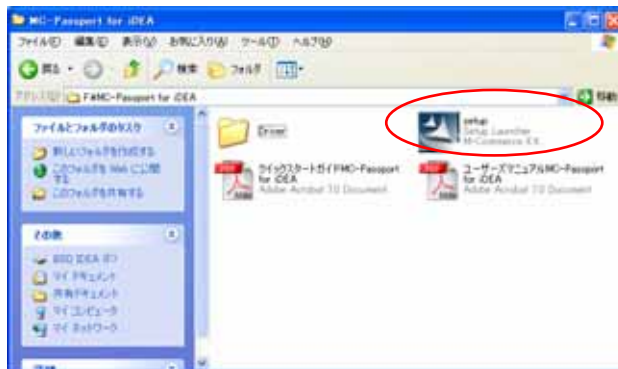 MC-Passport for iDEA
ファイル(F) 編集(E) 表示(V) お気に入り(A) ツール(T) ヘルプ(H)
戻る 検索 フォルダ
F:¥MC-Passport for iDEA 移動
ファイルとフォルダのタスク
新しいフォルダを作成する
このフォルダを Web に公開する
このフォルダを共有する
その他
マイ ドキュメント
共有ドキュメント
マイ コンピュータ
マイ ネットワーク
Driver
setup
Setup Launcher
M-Commerce K.K.
クイックスタートガイドMC-Passport for iDEA
Adobe Acrobat 7.0 Document
ユーザーズマニュアルMC-Passport for iDEA
Adobe Acrobat 7.0 Document